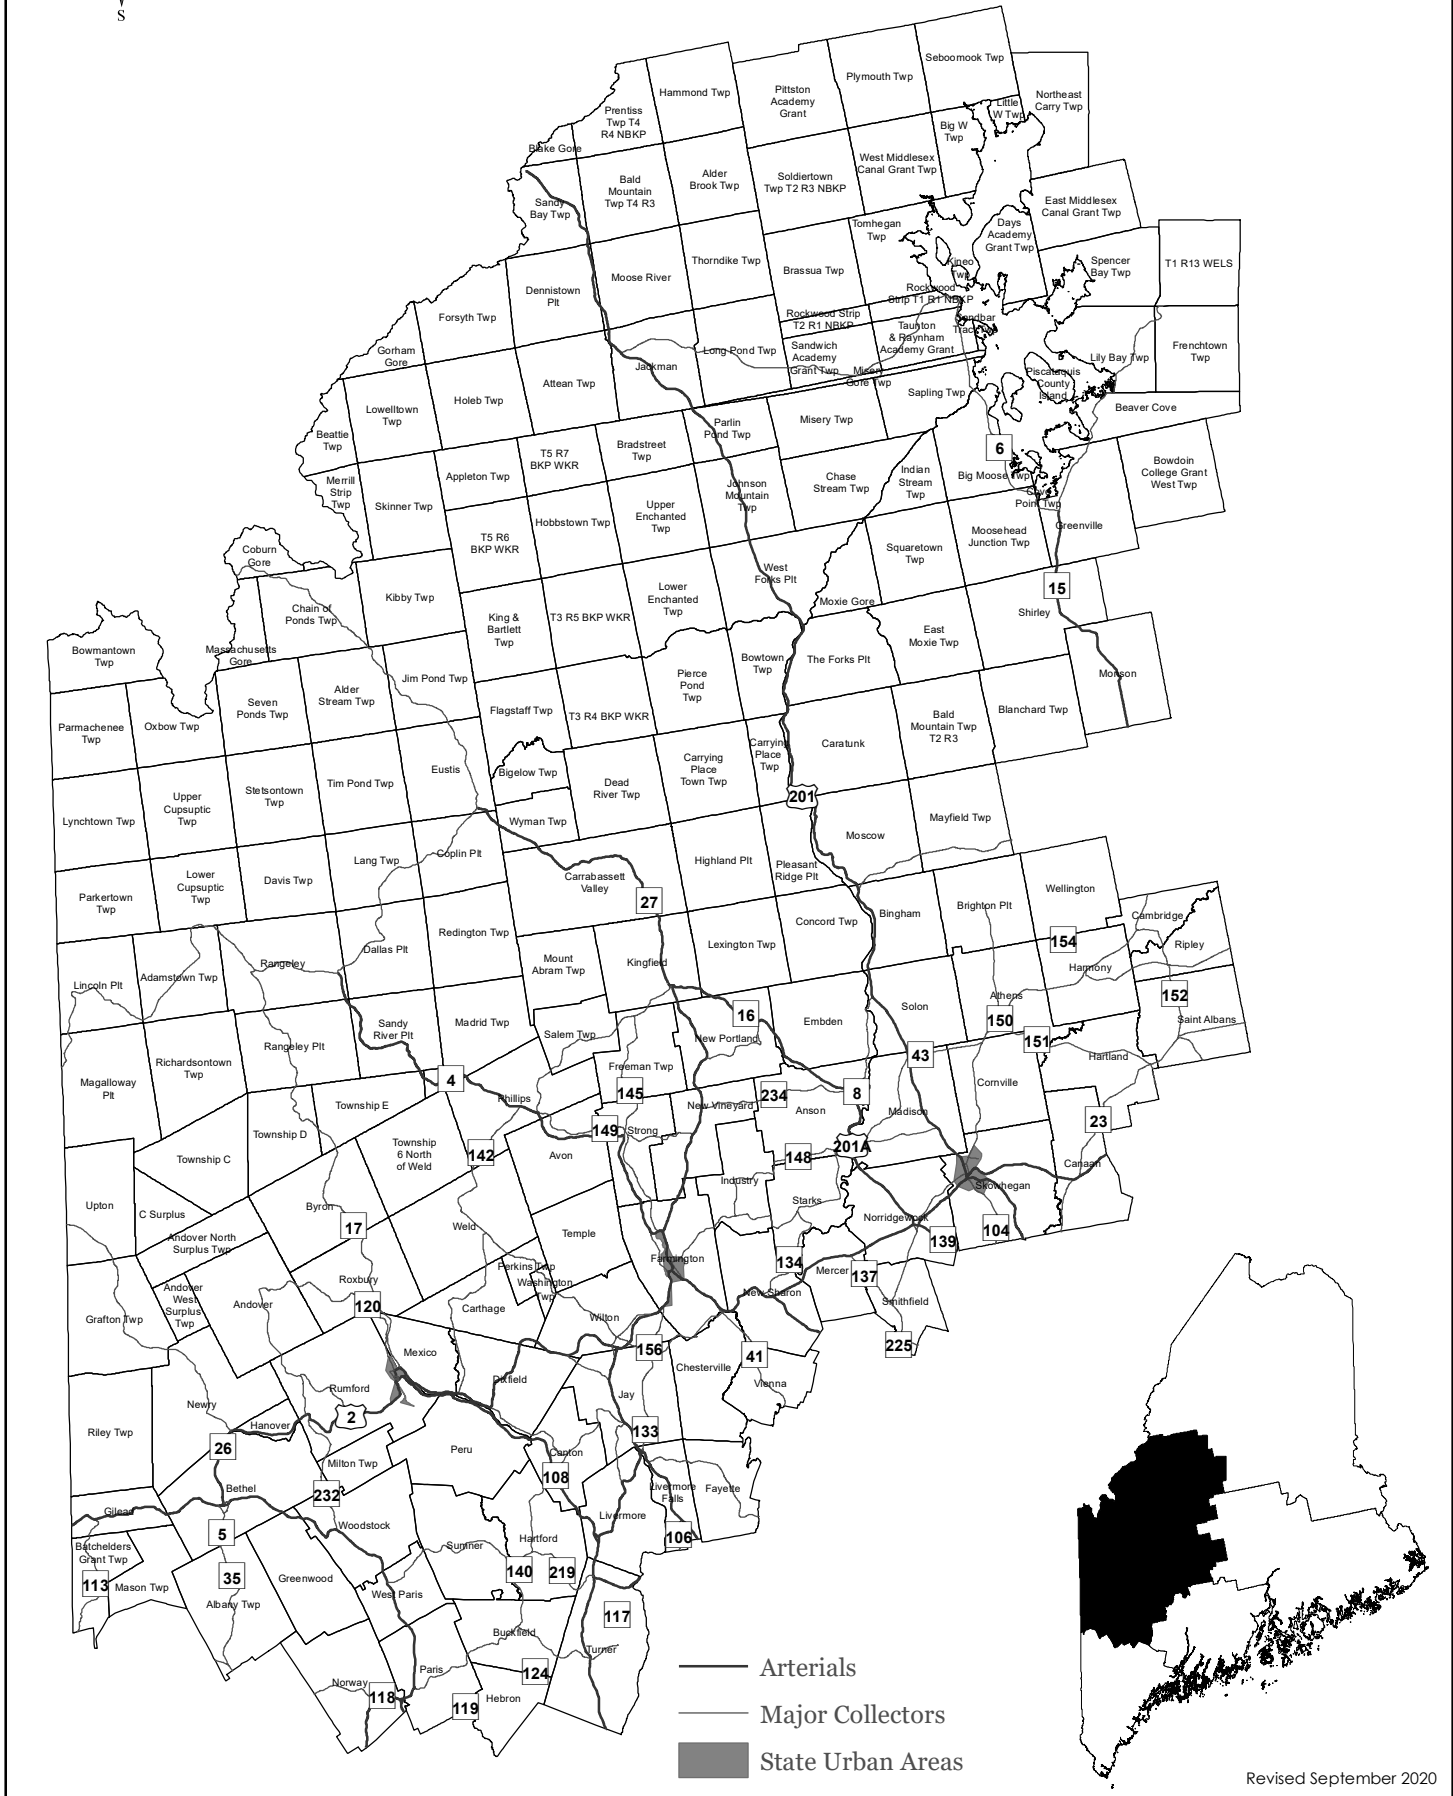 S
Seboomook Twp
Plymouth Twp
Hammond Twp
Pittston
Academy
Grant
Northeast
Carry Twp
Little
W Twp
Prentiss
Twp T4
R4 NBKP
Big W
Twp
Blake Gore
West Middlesex
Canal Grant Twp
Alder
Brook Twp
Soldiertown
Twp T2 R3 NBKP
Bald
Mountain
Twp T4 R3
Sandy
Bay Twp
East Middlesex
Canal Grant Twp
Days
Academy
Grant Twp
Tomhegan
Twp
Thorndike Twp
Brassua Twp
Kineo
Twp
Spencer
Bay Twp
T1 R13 WELS
Moose River
Dennistown
Plt
Rockwood
Strip T1 R1 NBKP
Forsyth Twp
Rockwood Strip
T2 R1 NBKP
Sandbar
Tract Twp
Taunton
& Raynham
Academy Grant
Gorham
Gore
Long Pond Twp
Sandwich
Academy
Grant Twp
Lily Bay Twp
Frenchtown
Twp
Jackman
Misery
Gore Twp
Piscataquis
County
Island
Attean Twp
Holeb Twp
Sapling Twp
Lowelltown
Twp
Beaver Cove
Beattie
Twp
Parlin
Pond Twp
Misery Twp
Bradstreet
Twp
T5 R7
BKP WKR
6
Appleton Twp
Chase
Stream Twp
Indian
Stream
Twp
Big Moose Twp
Bowdoin
College Grant
West Twp
Merrill
Strip
Twp
Skinner Twp
Johnson
Mountain
Twp
Cove
Point Twp
Upper
Enchanted
Twp
Hobbstown Twp
Moosehead
Junction Twp
Greenville
T5 R6
BKP WKR
Squaretown
Twp
Coburn
Gore
West
Forks Plt
15
Kibby Twp
Lower
Enchanted
Twp
Moxie Gore
Shirley
Chain of
Ponds Twp
King &
Bartlett
Twp
T3 R5 BKP WKR
East
Moxie Twp
Bowmantown
Twp
Massachusetts
Gore
Bowtown
Twp
The Forks Plt
Monson
Jim Pond Twp
Pierce
Pond
Twp
Alder
Stream Twp
Seven
Ponds Twp
Flagstaff Twp
T3 R4 BKP WKR
Bald
Mountain Twp
T2 R3
Blanchard Twp
Parmachenee
Twp
Oxbow Twp
Carrying
Place
Twp
Caratunk
Carrying
Place
Town Twp
Eustis
Bigelow Twp
Dead
River Twp
Tim Pond Twp
Stetsontown
Twp
Upper
Cupsuptic
Twp
Lynchtown Twp
201
Wyman Twp
Mayfield Twp
Moscow
Lang Twp
Coplin Plt
Highland Plt
Pleasant
Ridge Plt
Carrabassett
Valley
Lower
Cupsuptic
Twp
Davis Twp
Parkertown
Twp
Wellington
27
Brighton Plt
Bingham
Concord Twp
Cambridge
Redington Twp
154
Lexington Twp
Ripley
Dallas Plt
Rangeley
Mount
Abram Twp
Kingfield
Harmony
Adamstown Twp
Lincoln Plt
152
Athens
Solon
16
Embden
150
Saint Albans
Sandy
River Plt
Madrid Twp
Salem Twp
New Portland
151
Rangeley Plt
43
Hartland
Richardsontown
Twp
Freeman Twp
Magalloway
Plt
4
145
Cornville
234
8
Township E
Phillips
New Vineyard
Anson
Madison
23
149
Strong
Township D
Township
6 North
of Weld
201A
142
Avon
148
Township C
Canaan
Industry
Skowhegan
Upton
Starks
C Surplus
Byron
Norridgewock
17
Weld
104
Temple
Andover North
Surplus Twp
139
Farmington
134
Perkins Twp
Mercer
137
Roxbury
Washington
Twp
Andover
West
Surplus
Twp
New Sharon
Andover
120
Carthage
Smithfield
Wilton
Grafton Twp
225
156
Mexico
41
Chesterville
Dixfield
Vienna
Rumford
Jay
Newry
2
Hanover
133
Riley Twp
26
Peru
Canton
Milton Twp
108
Bethel
Livermore
Falls
Fayette
232
Gilead
Livermore
Woodstock
5
106
Hartford
Batchelders
Grant Twp
Sumner
140
219
Greenwood
35
113
Mason Twp
West Paris
Albany Twp
117
Buckfield
Turner
Arterials
Paris
124
Norway
118
Hebron
119
Major Collectors
State Urban Areas
Revised September 2020